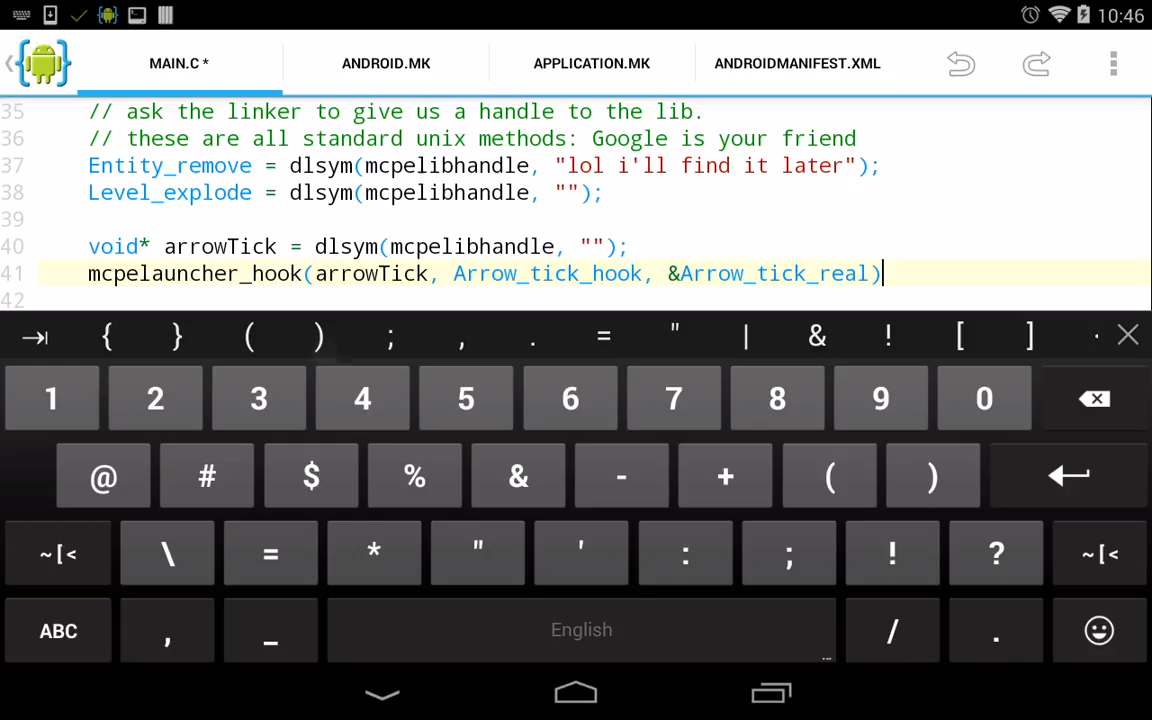 10:46
MAIN.C * ANDROID.MK APPLICATION.MK ANDROIDMANIFEST.XML
35 // ask the linker to give us a handle to the lib.
36 // these are all standard unix methods: Google is your friend
37 Entity_remove = dlsym(mcpelibhandle, "lol i'll find it later");
38 Level_explode = dlsym(mcpelibhandle, "");
39
40 void* arrowTick = dlsym(mcpelibhandle, "");
41 mcpelauncher_hook(arrowTick, Arrow_tick_hook, &Arrow_tick_real)
42
{ } ( ) ; , . = " | & ! [ ]
1 2 3 4 5 6 7 8 9 0
@ # $ % & - + ( )
~[< \ = * " ' : ; ! ? ~[<
ABC , _ English / .